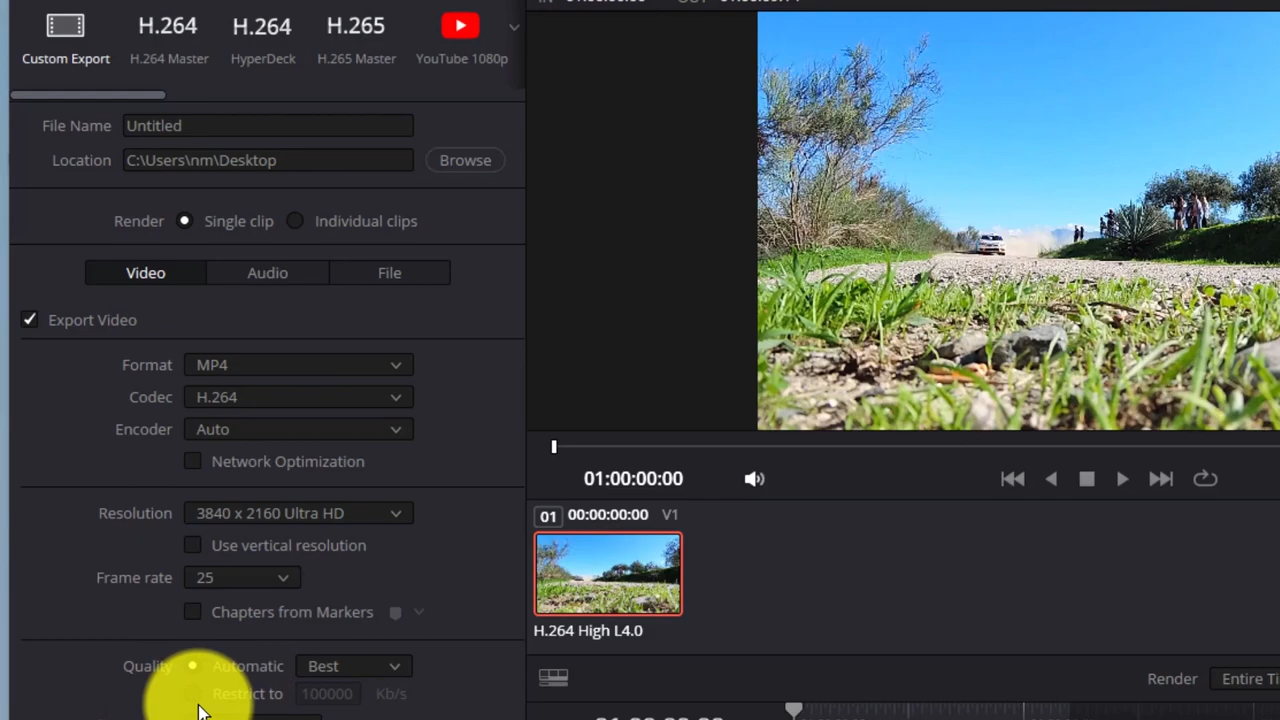 H.264 H.264 H.265
Custom Export H.264 Master HyperDeck H.265 Master YouTube 1080p
File Name Untitled
Location C:\Users\nm\Desktop Browse
Render Single clip Individual clips
Video Audio File
Export Video
Format MP4
Codec H.264
Encoder Auto
Network Optimization
Resolution 3840 x 2160 Ultra HD
Use vertical resolution
Frame rate 25
Chapters from Markers
Quality Automatic Best
Restrict to 100000 Kb/s
01:00:00:00
01 00:00:00:00 V1
H.264 High L4.0
Render Entire Ti